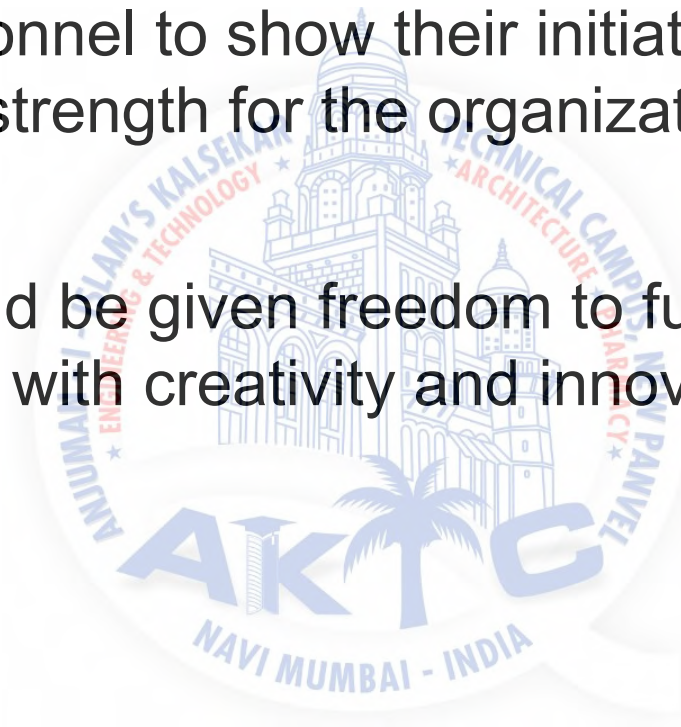 onnel to show their initiat
strength for the organizat
d be given freedom to fu
with creativity and innov
ANJUMAN-I-ISLAM'S KALSEKAR TECHNICAL CAMPUS, NEW PANVEL
ENGINEERING & TECHNOLOGY * * ARCHITECTURE * PHARMACY *
AKTC
NAVI MUMBAI - INDIA